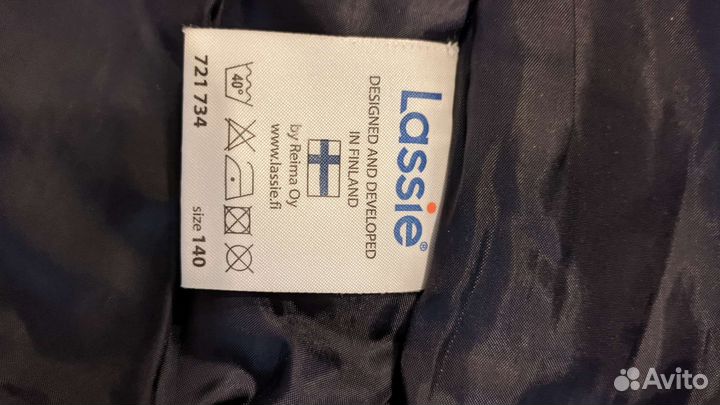 Lassie®
DESIGNED AND DEVELOPED
IN FINLAND
by Reima Oy
www.lassie.fi
40°
721 734
size 140
Avito